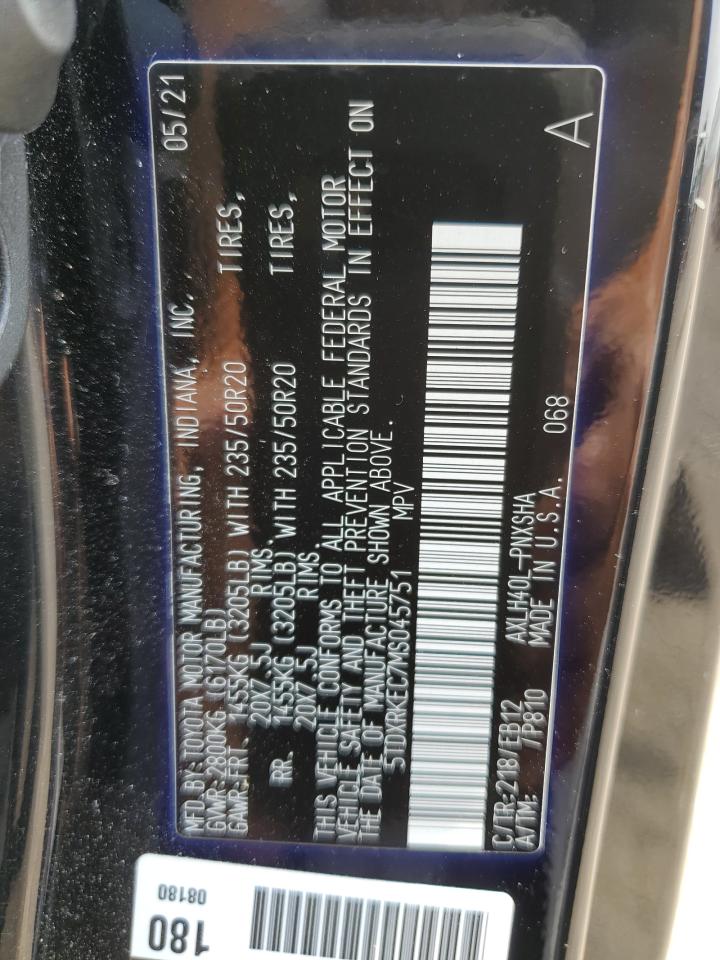 MFD.BY:TOYOTA MOTOR MANUFACTURING, INDIANA, INC. 05/21
GVWR:2800KG (6170LB)
GAWR:FRT. 1455KG (3205LB) WITH 235/50R20 TIRES,
20X7.5J RIMS.
RR. 1455KG (3205LB) WITH 235/50R20 TIRES,
20X7.5J RIMS
THIS VEHICLE CONFORMS TO ALL APPLICABLE FEDERAL MOTOR
VEHICLE SAFETY AND THEFT PREVENTION STANDARDS IN EFFECT ON
THE DATE OF MANUFACTURE SHOWN ABOVE.
5TDXRKEC7MS045751 MPV
C/TR:218/EB12 AXLH40L-PNXSHA 068 A
A/TM: /P810 MADE IN U.S.A.
180 08180